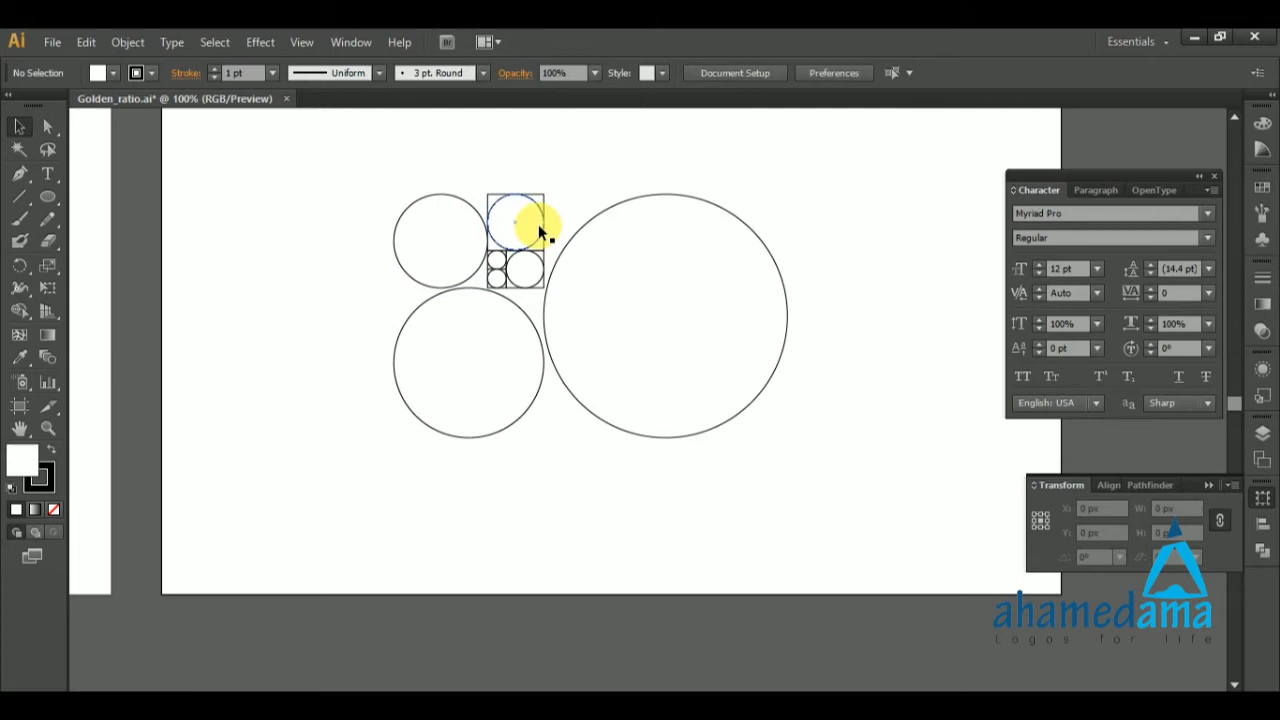 Ai File Edit Object Type Select Effect View Window Help Br Essentials
No Selection Stroke: 1 pt Uniform 3 pt. Round Opacity: 100% Style: Document Setup Preferences
Golden_ratio.ai* @ 100% (RGB/Preview) ×
Character Paragraph OpenType
Myriad Pro
Regular
12 pt (14.4 pt)
Auto 0
100% 100%
0 pt 0°
English: USA Sharp
Transform Align Pathfinder
X: 0 px W: 0 px
Y: 0 px H: 0 px
0°
ahamedama
Logos for life